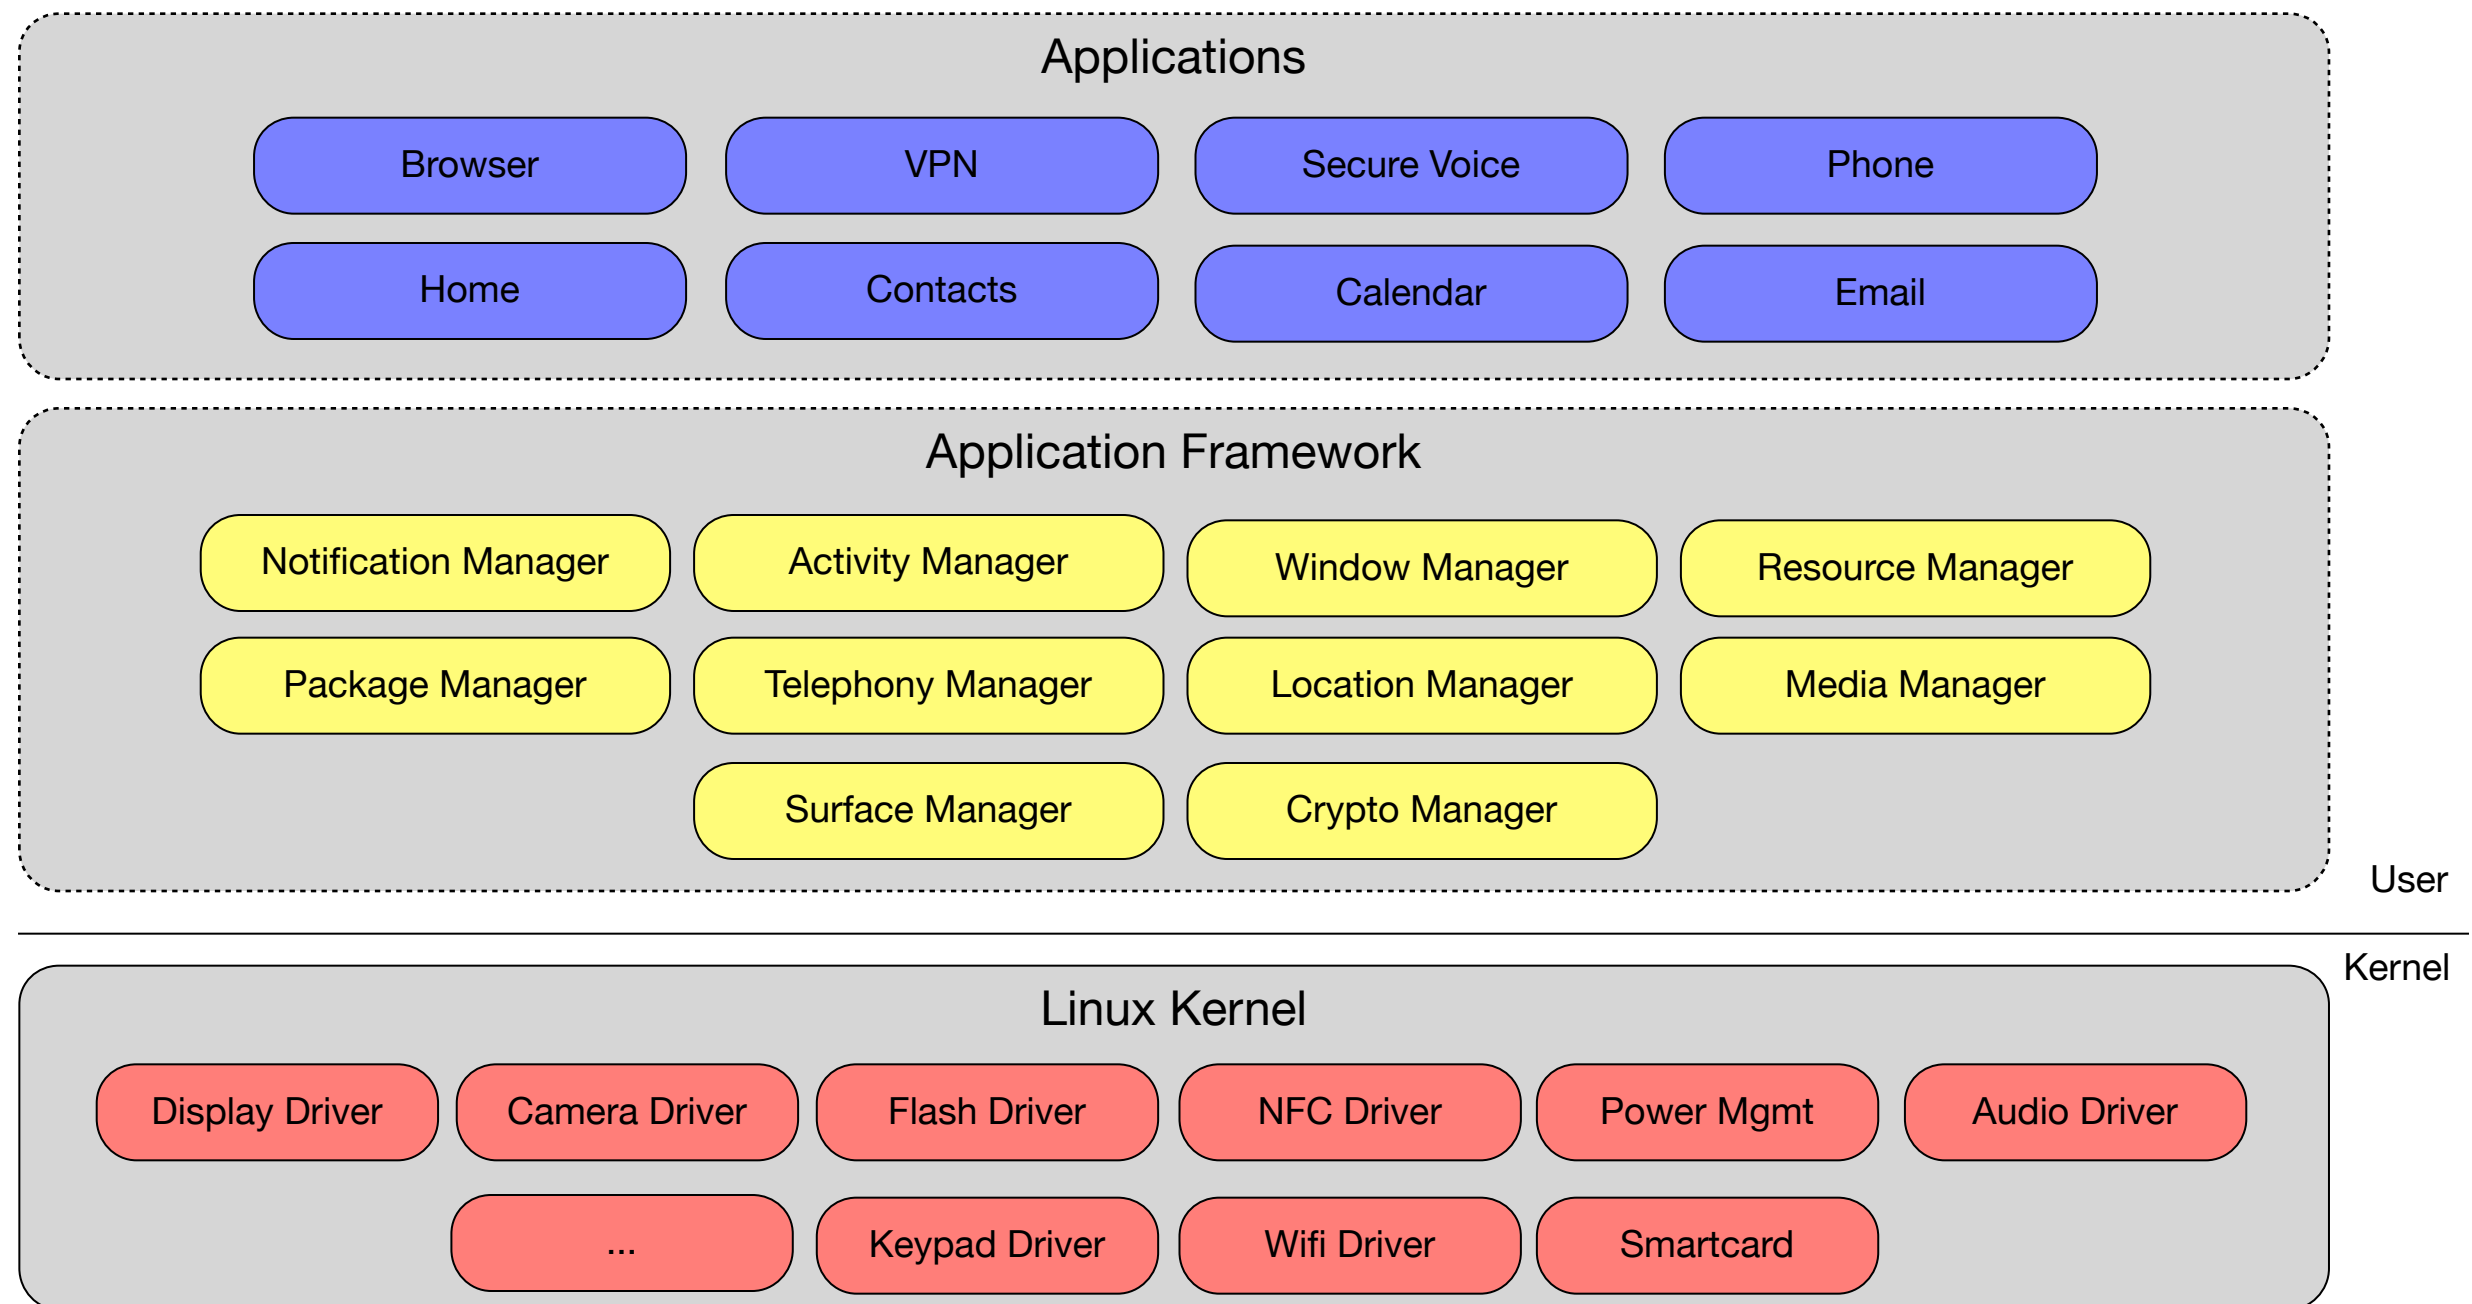 Applications
Browser
VPN
Secure Voice
Phone
Home
Contacts
Calendar
Email
Application Framework
Notification Manager
Activity Manager
Window Manager
Resource Manager
Package Manager
Telephony Manager
Location Manager
Media Manager
Surface Manager
Crypto Manager
User
Kernel
Linux Kernel
Display Driver
Camera Driver
Flash Driver
NFC Driver
Power Mgmt
Audio Driver
...
Keypad Driver
Wifi Driver
Smartcard